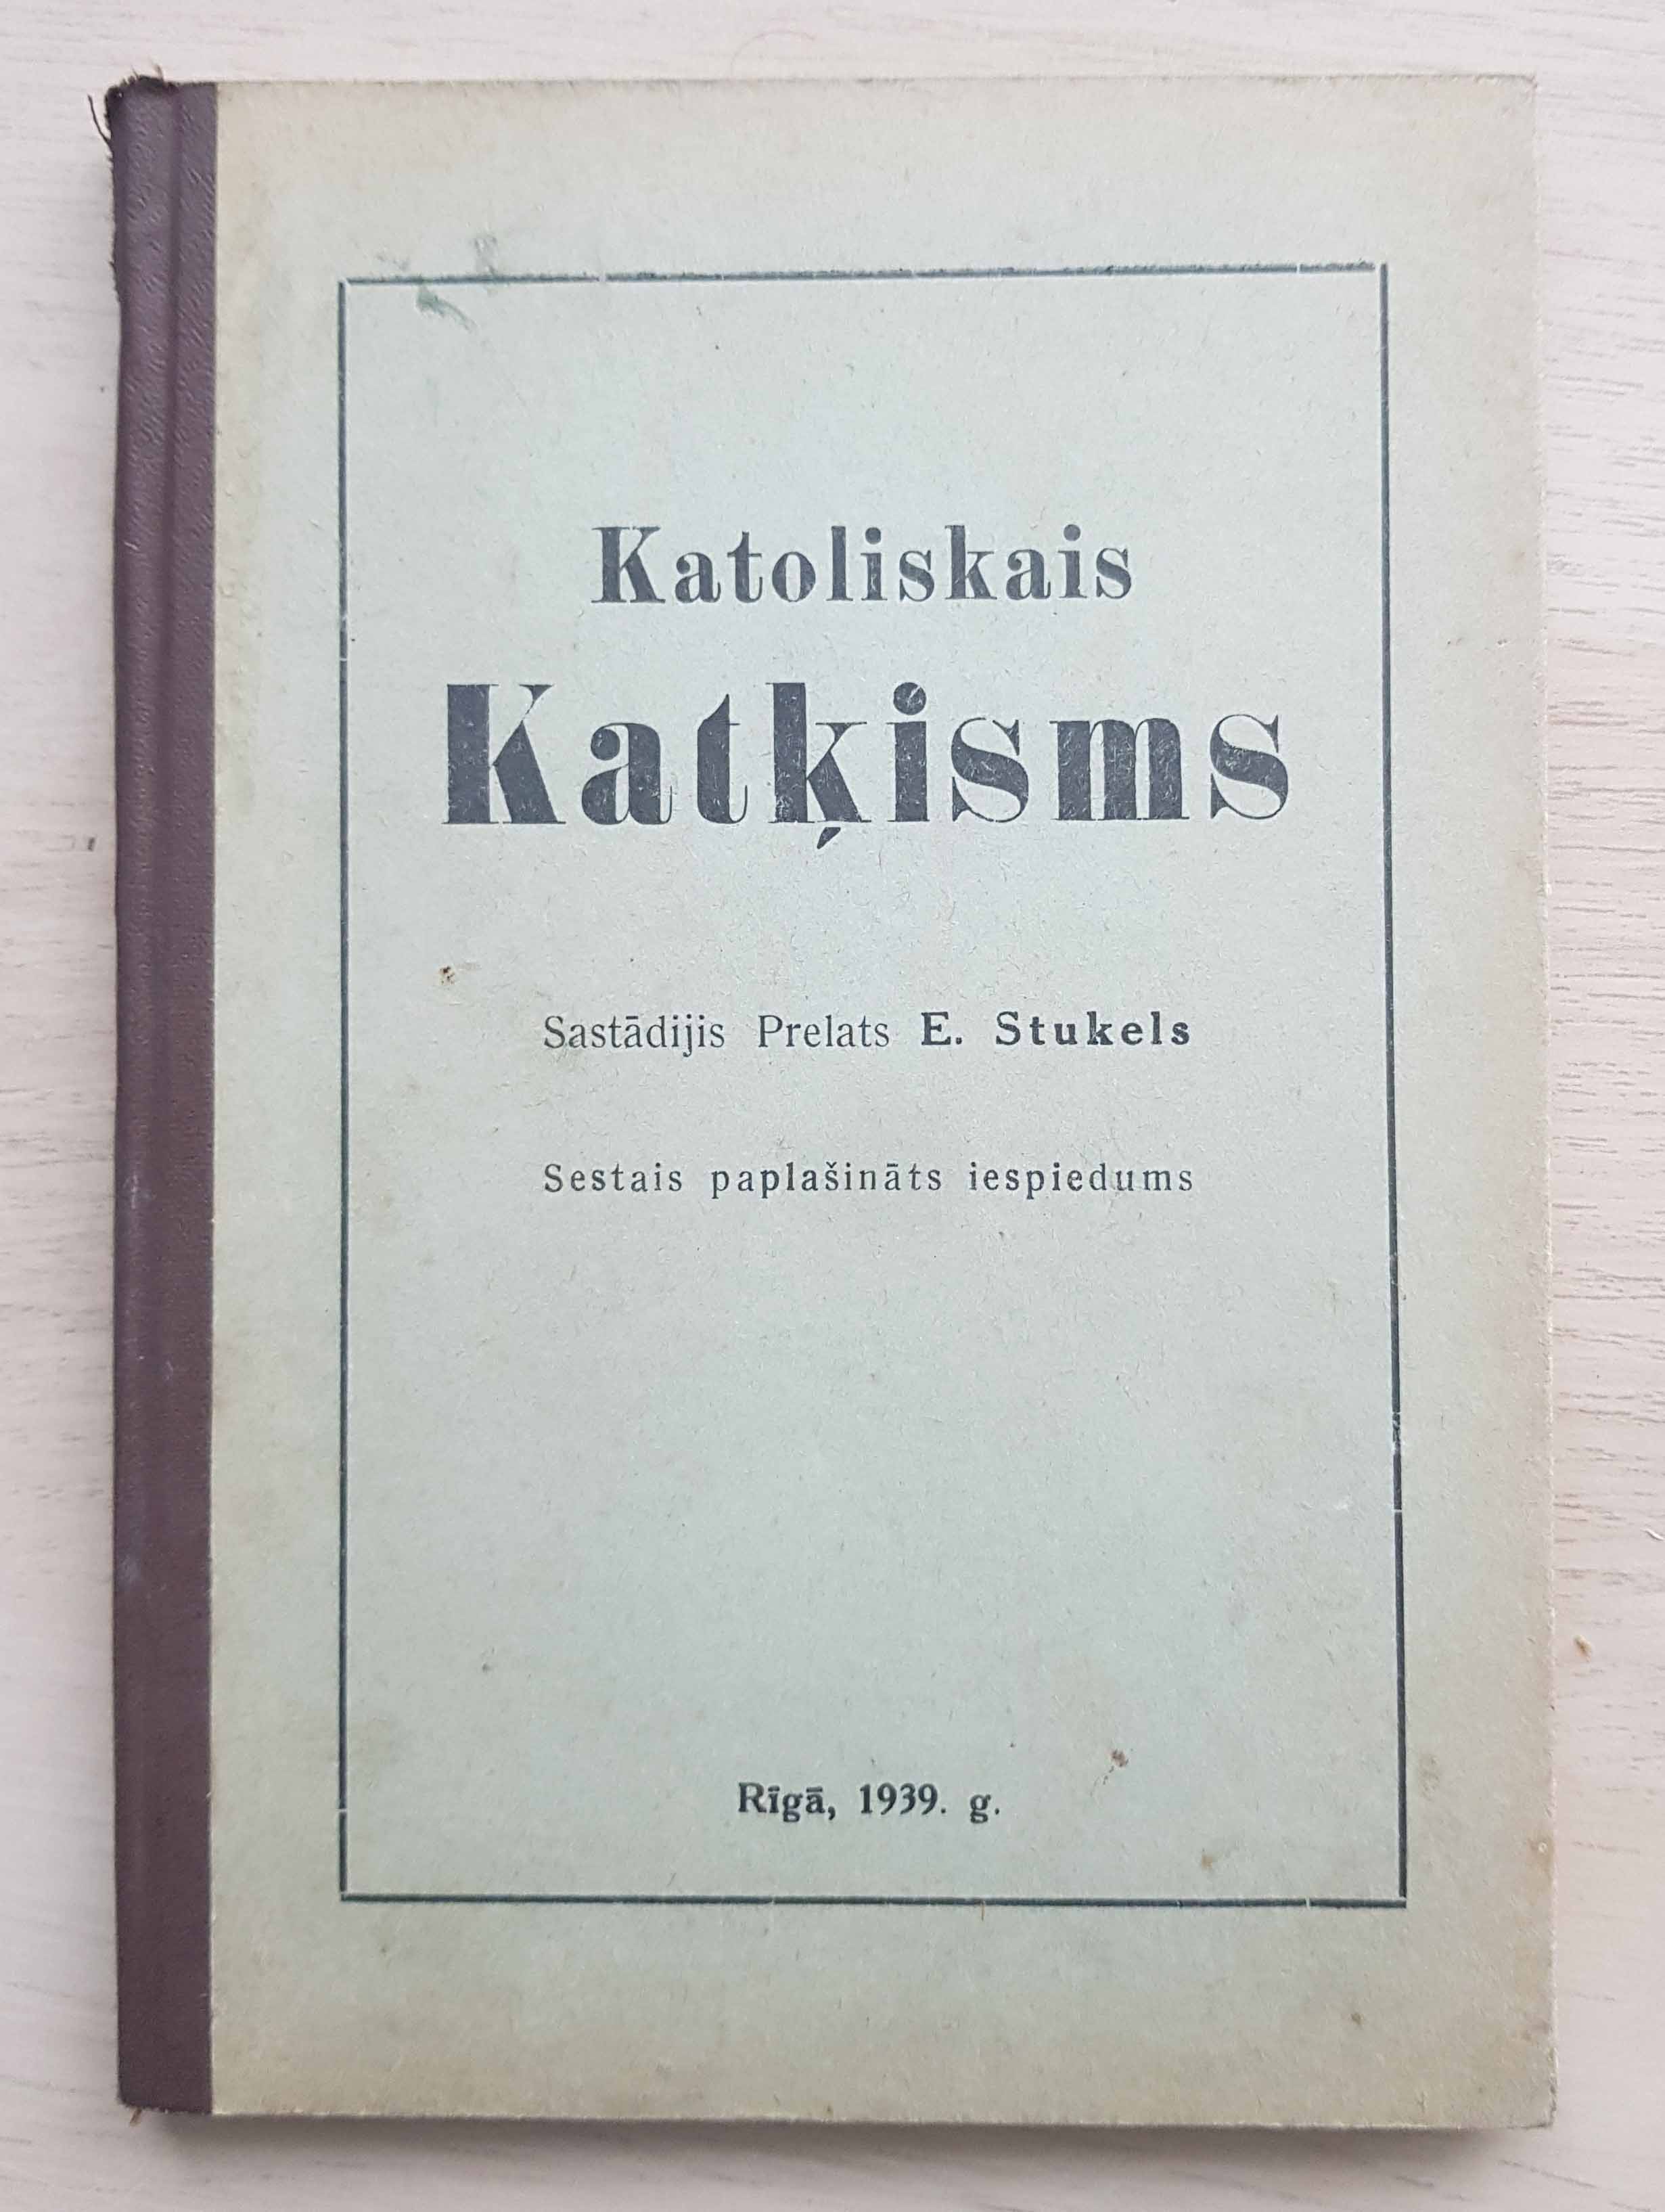 Katoliskais
Katķisms
Sastādijis Prelats E. Stukels
Sestais paplašināts iespiedums
Rīgā, 1939. g.